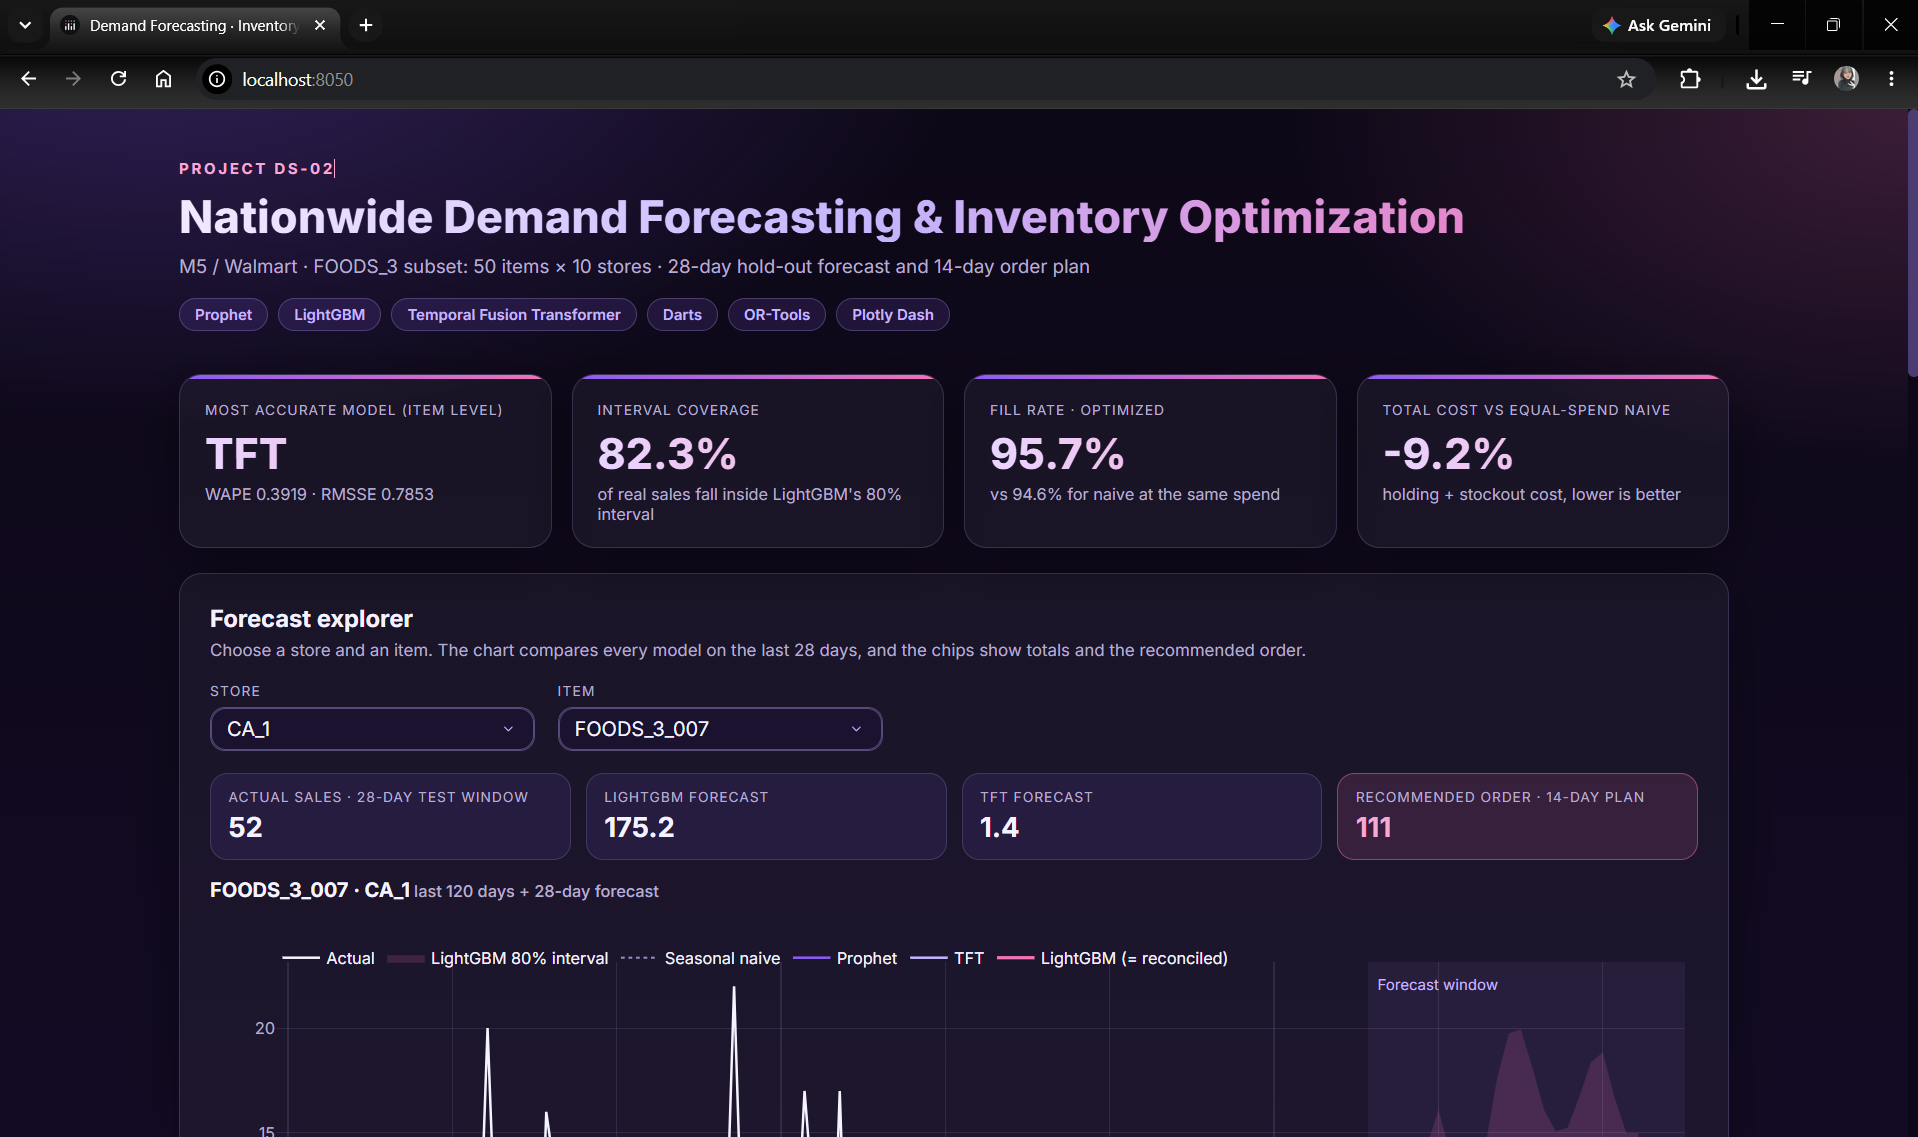 Demand Forecasting · Inventory
Ask Gemini
localhost:8050
PROJECT DS-02
Nationwide Demand Forecasting & Inventory Optimization
M5 / Walmart · FOODS_3 subset: 50 items × 10 stores · 28-day hold-out forecast and 14-day order plan
Prophet LightGBM Temporal Fusion Transformer Darts OR-Tools Plotly Dash
MOST ACCURATE MODEL (ITEM LEVEL)
TFT
WAPE 0.3919 · RMSSE 0.7853
INTERVAL COVERAGE
82.3%
of real sales fall inside LightGBM's 80%
interval
FILL RATE · OPTIMIZED
95.7%
vs 94.6% for naive at the same spend
TOTAL COST VS EQUAL-SPEND NAIVE
-9.2%
holding + stockout cost, lower is better
Forecast explorer
Choose a store and an item. The chart compares every model on the last 28 days, and the chips show totals and the recommended order.
STORE
CA_1
ITEM
FOODS_3_007
ACTUAL SALES · 28-DAY TEST WINDOW
52
LIGHTGBM FORECAST
175.2
TFT FORECAST
1.4
RECOMMENDED ORDER · 14-DAY PLAN
111
FOODS_3_007 · CA_1 last 120 days + 28-day forecast
Actual LightGBM 80% interval Seasonal naive Prophet TFT LightGBM (= reconciled)
Forecast window
20
15